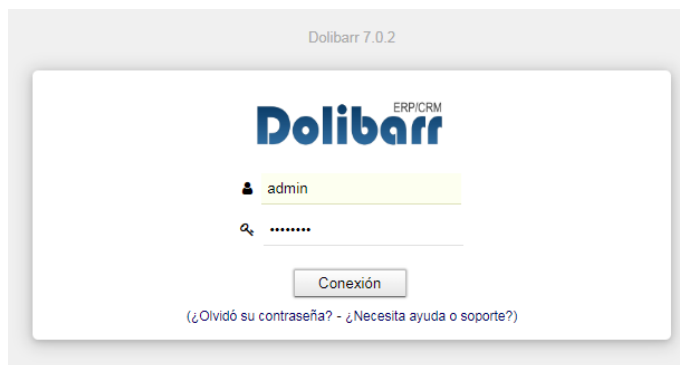 Dolibarr 7.0.2
ERP/CRM
Dolibarr
admin
••••••••
Conexión
(¿Olvidó su contraseña? - ¿Necesita ayuda o soporte?)